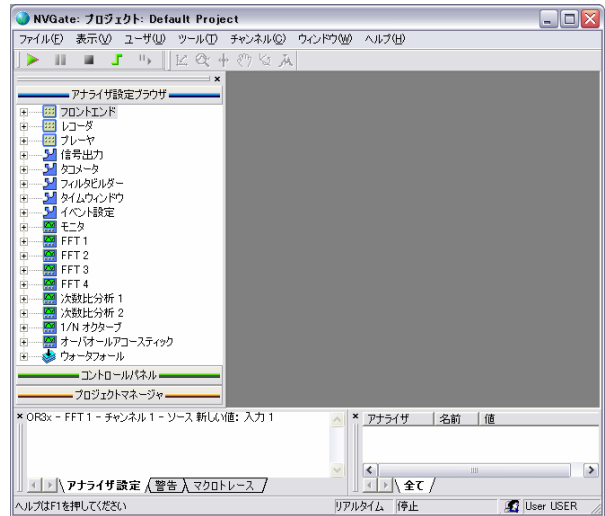 NVGate: プロジェクト: Default Project
ファイル(F) 表示(V) ユーザ(U) ツール(T) チャンネル(C) ウィンドウ(W) ヘルプ(H)
アナライザ設定ブラウザ
フロントエンド
レコーダ
プレーヤ
信号出力
タコメータ
フィルタビルダー
タイムウィンドウ
イベント設定
モニタ
FFT 1
FFT 2
FFT 3
FFT 4
次数比分析 1
次数比分析 2
1/N オクターブ
オーバオールアコースティック
ウォータフォール
コントロールパネル
プロジェクトマネージャ
OR3x - FFT 1 - チャンネル 1 - ソース 新しい値: 入力 1
アナライザ設定 警告 マクロトレース
アナライザ 名前 値
全て
ヘルプはF1を押してください リアルタイム 停止 User USER